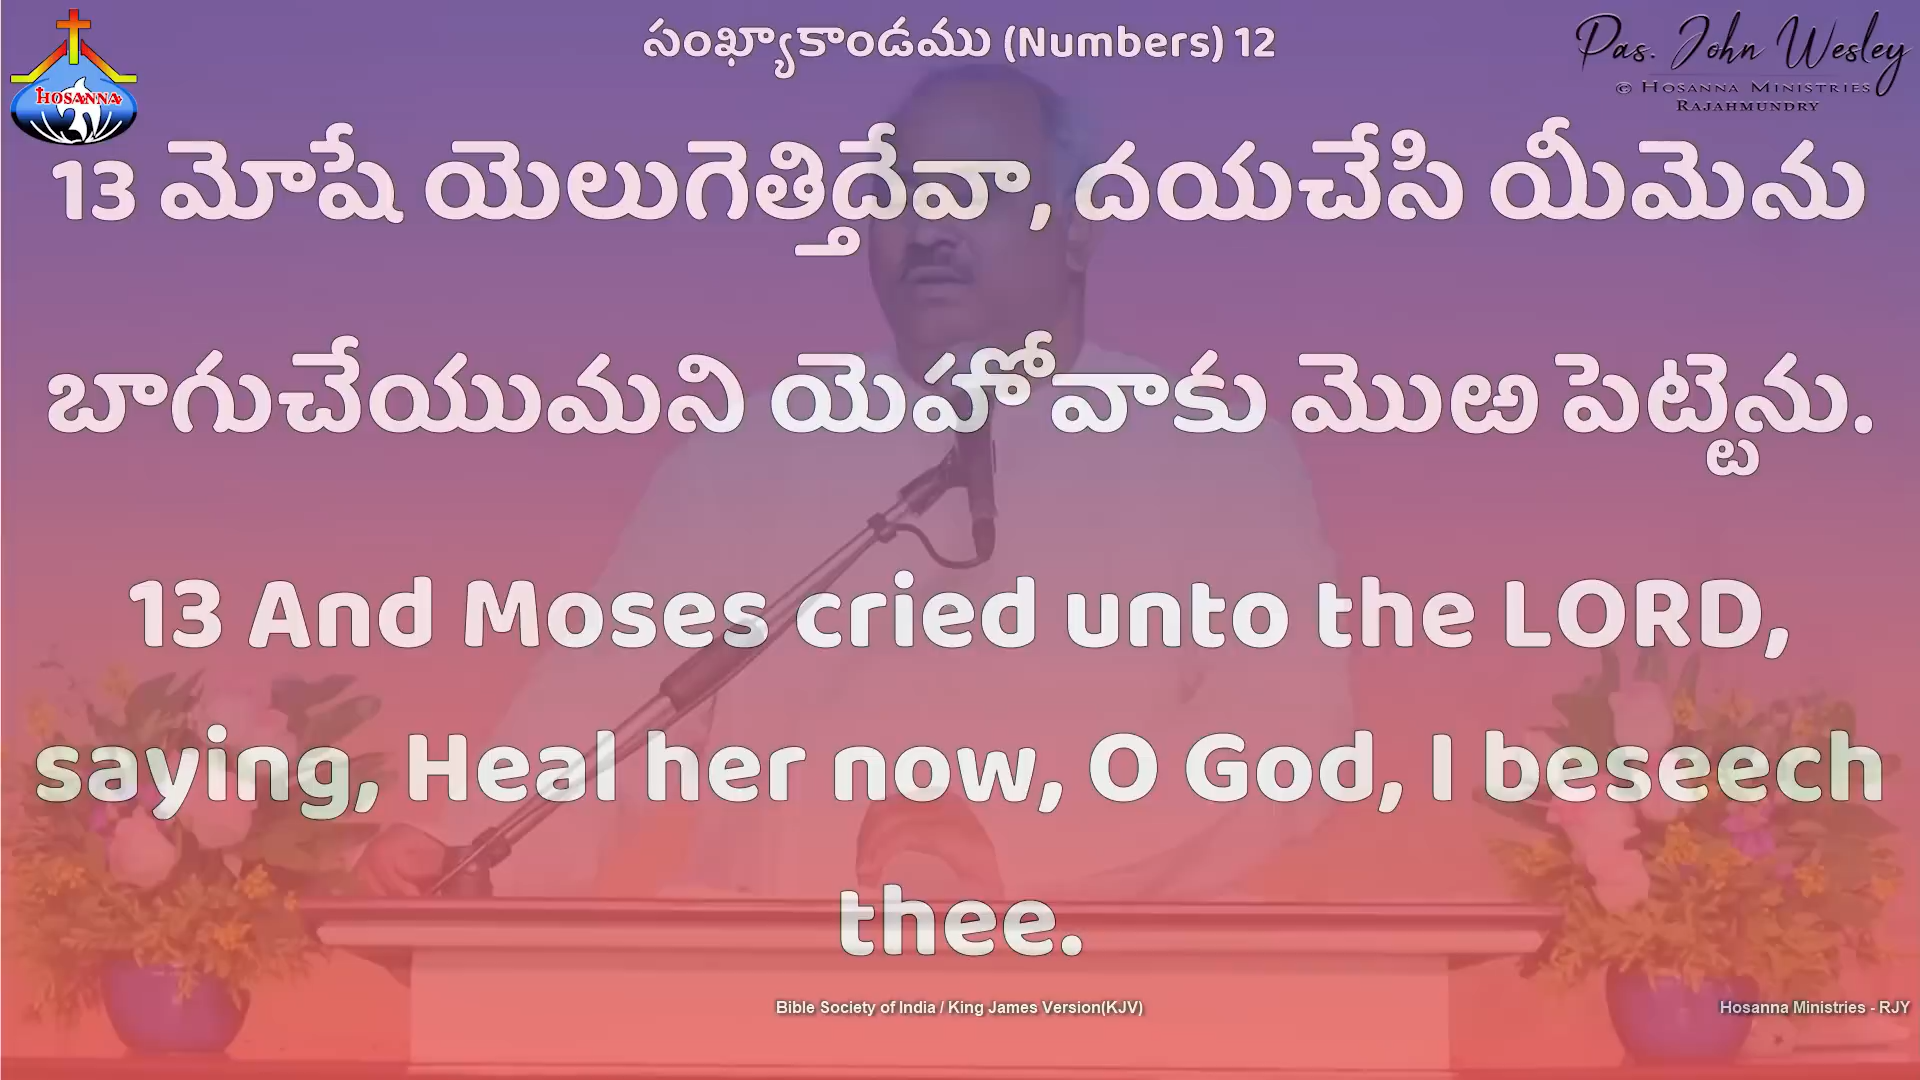 సంఖ్యాకాండము (Numbers) 12
HOSANNA
Pas. John Wesley
© HOSANNA MINISTRIES
RAJAHMUNDRY
13 మోషే యెలుగెత్తిదేవా, దయచేసి యీమెను
బాగుచేయుమని యెహోవాకు మొఱ పెట్టెను.
13 And Moses cried unto the LORD,
saying, Heal her now, O God, I beseech
thee.
Bible Society of India / King James Version(KJV)
Hosanna Ministries - RJY